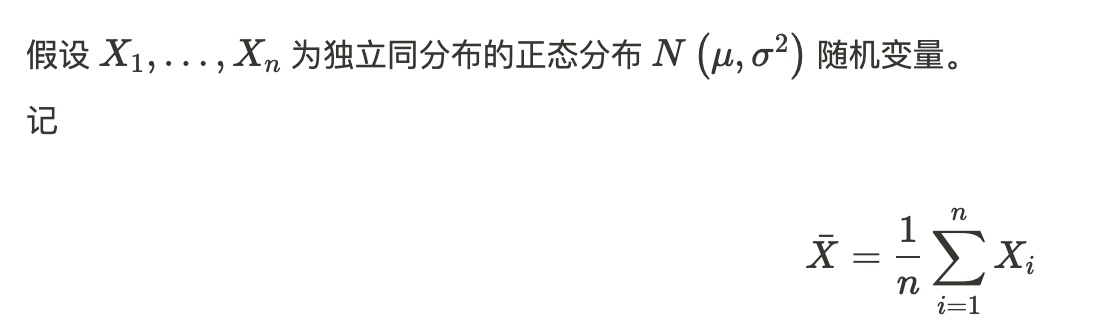 假设 $X_1, \ldots, X_n$ 为独立同分布的正态分布 $N\left(\mu, \sigma^2\right)$ 随机变量。
记
$\bar{X} = \frac{1}{n} \sum_{i=1}^{n} X_i$